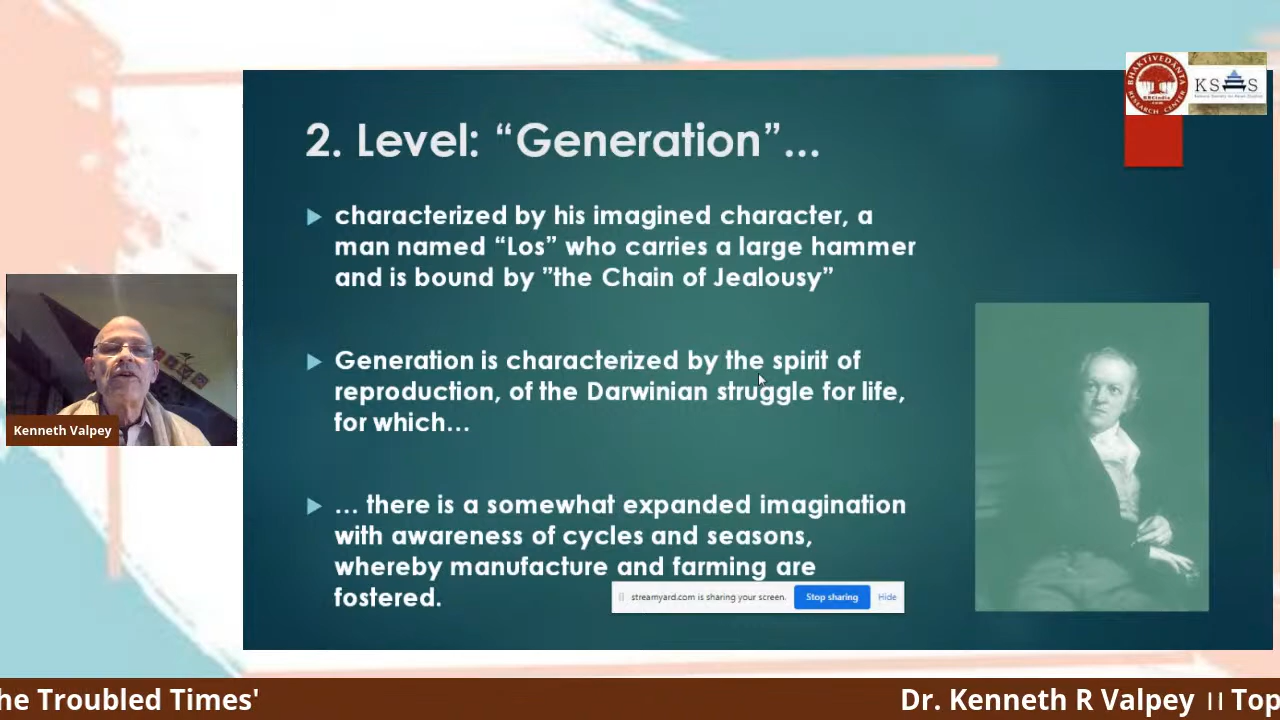 BHAKTIVEDANTA
RESEARCH CENTER
KS S
2. Level: “Generation”...
characterized by his imagined character, a
man named “Los” who carries a large hammer
and is bound by ”the Chain of Jealousy”
Generation is characterized by the spirit of
reproduction, of the Darwinian struggle for life,
for which...
... there is a somewhat expanded imagination
with awareness of cycles and seasons,
whereby manufacture and farming are
fostered.
streamyard.com is sharing your screen.
Stop sharing
Hide
Kenneth Valpey
he Troubled Times'
Dr. Kenneth R Valpey || Top